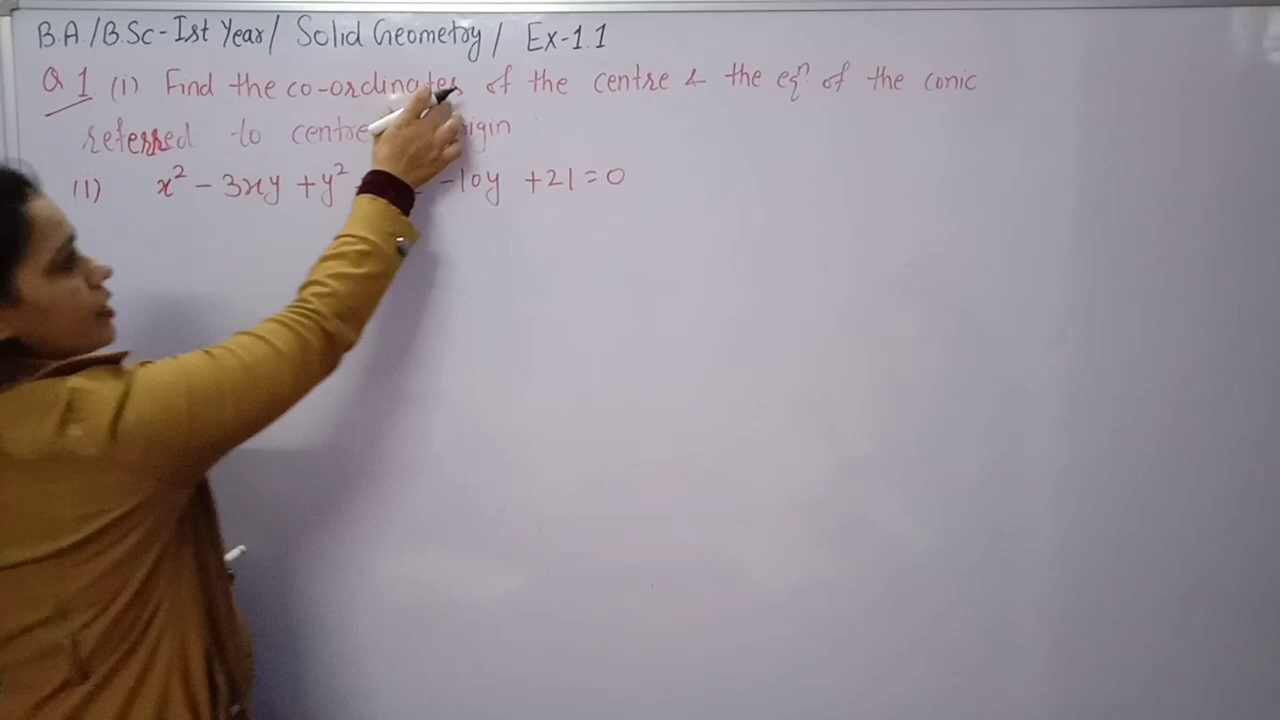 B.A./B.Sc-Ist Year/ Solid Geometry/ Ex-1.1
Q 1. (i) Find the co-ordinates of the centre & the eqn. of the conic
referred to centre
(1) x² - 3xy + y² -10y +21=0